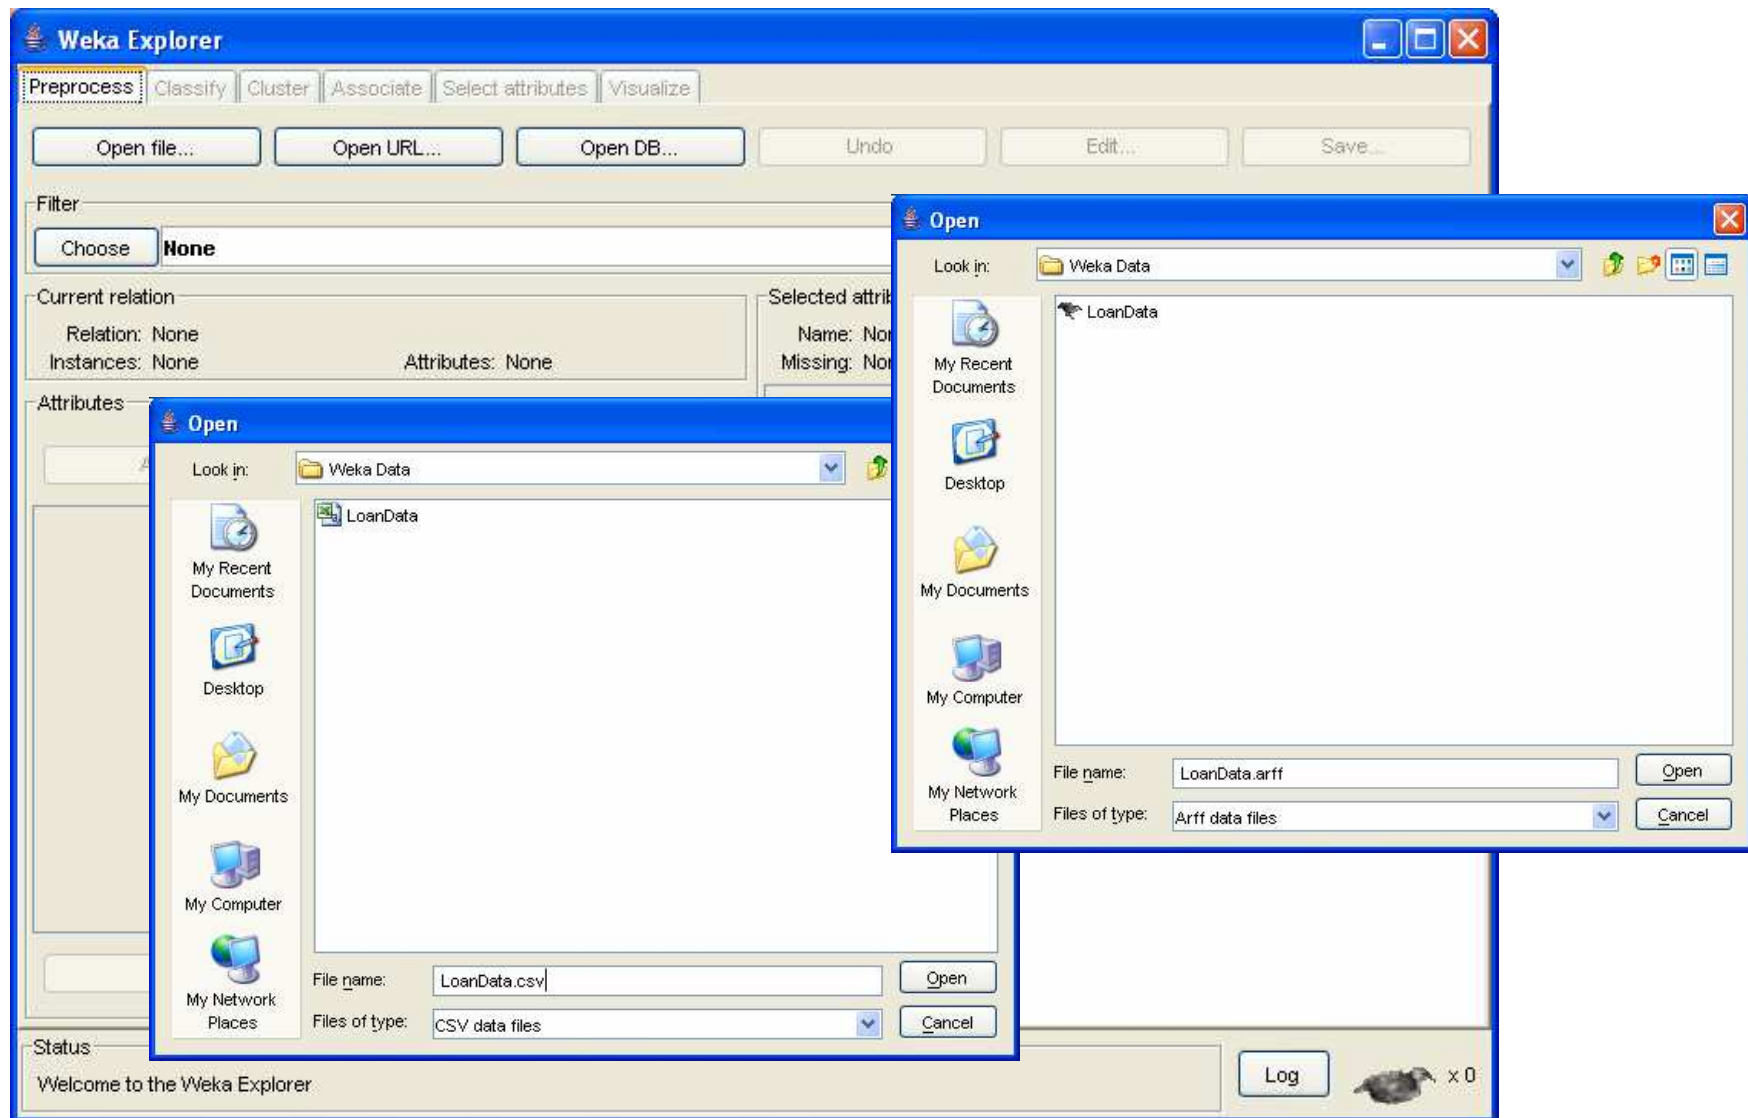 Weka Explorer
Preprocess Classify Cluster Associate Select attributes Visualize
Open file... Open URL... Open DB... Undo Edit... Save...
Filter
Choose None
Current relation
Relation: None
Instances: None Attributes: None
Selected attrib
Name: Non
Missing: Non
Attributes
Open
Look in: Weka Data
LoanData
My Recent
Documents
Desktop
My Documents
My Computer
My Network
Places
File name: LoanData.csv Open
Files of type: CSV data files Cancel
Open
Look in: Weka Data
LoanData
My Recent
Documents
Desktop
My Documents
My Computer
My Network
Places
File name: LoanData.arff Open
Files of type: Arff data files Cancel
Status
Welcome to the Weka Explorer
Log x 0